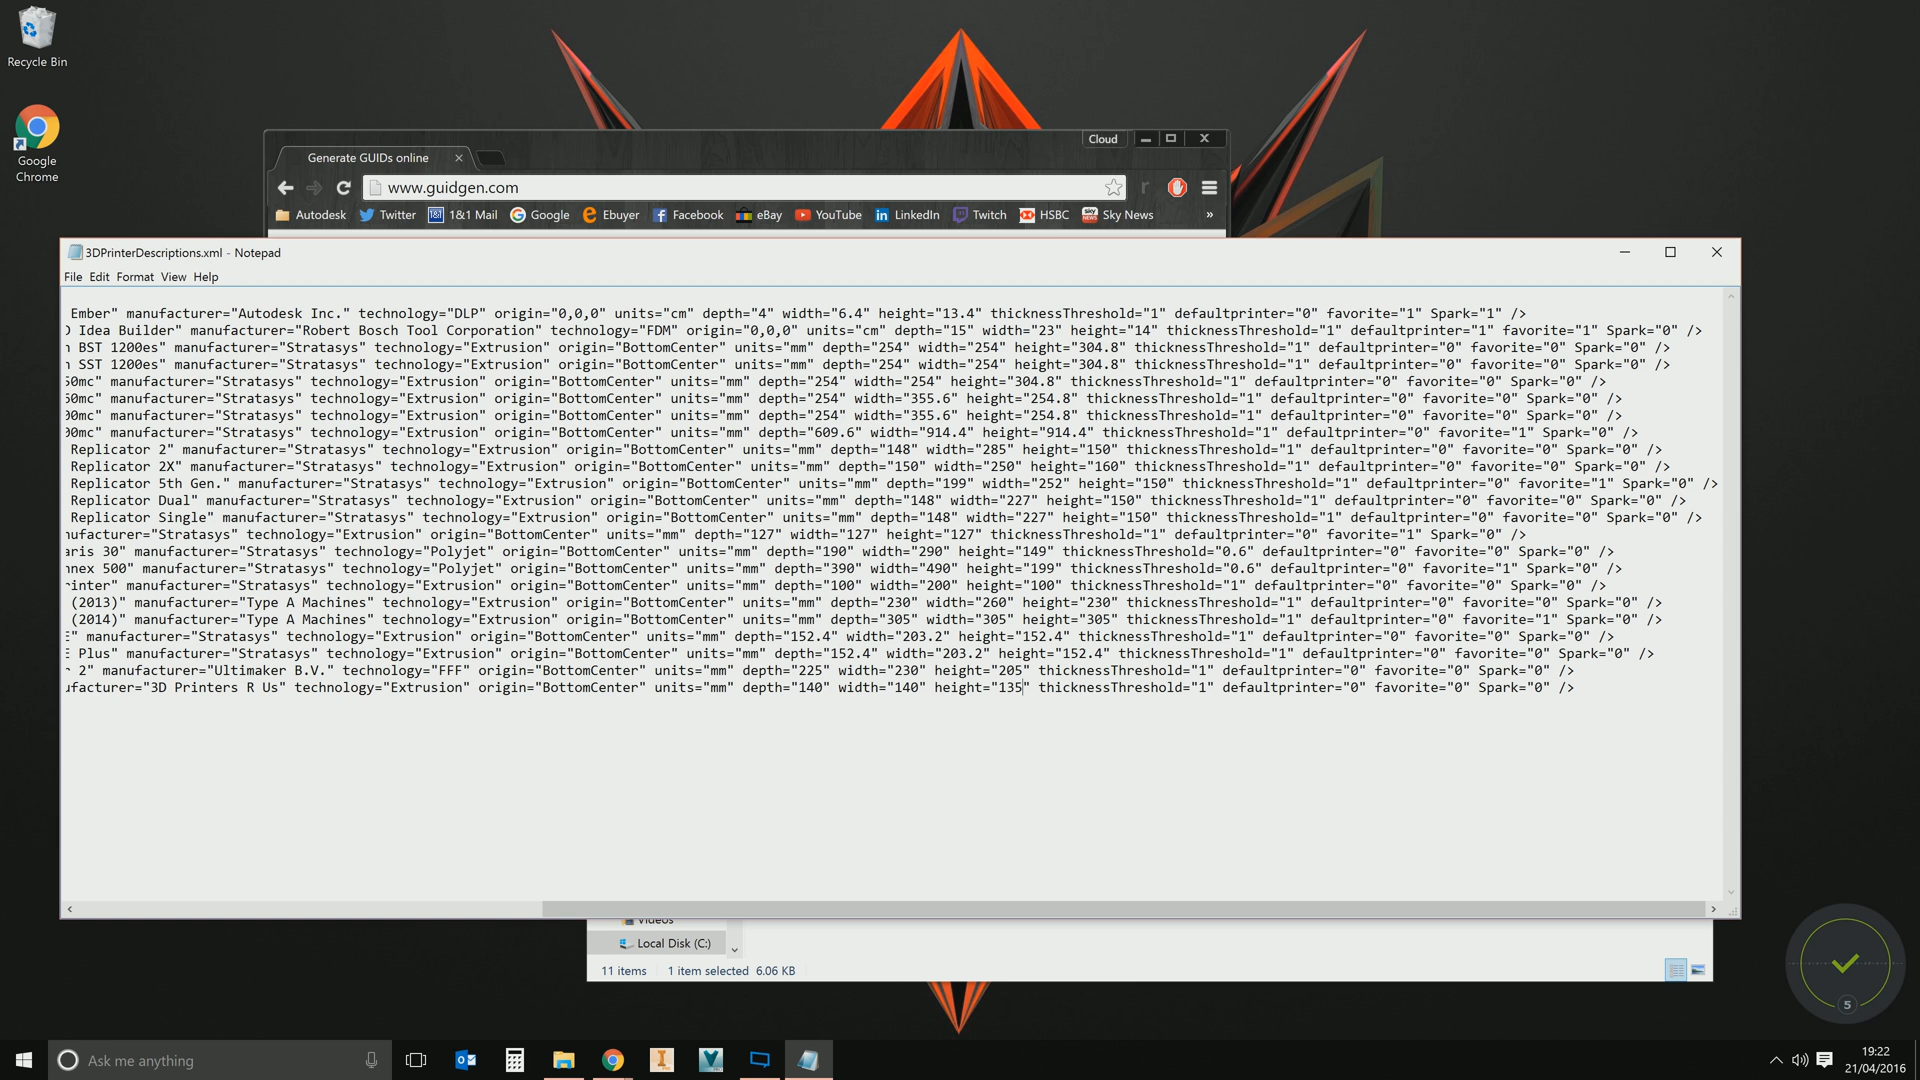 Recycle Bin
Google
Chrome
Cloud
Generate GUIDs online
www.guidgen.com
Autodesk Twitter 1&1 Mail Google Ebuyer Facebook eBay YouTube LinkedIn Twitch HSBC Sky News »
3DPrinterDescriptions.xml - Notepad
File Edit Format View Help
Ember" manufacturer="Autodesk Inc." technology="DLP" origin="0,0,0" units="cm" depth="4" width="6.4" height="13.4" thicknessThreshold="1" defaultprinter="0" favorite="1" Spark="1" />
Idea Builder" manufacturer="Robert Bosch Tool Corporation" technology="FDM" origin="0,0,0" units="cm" depth="15" width="23" height="14" thicknessThreshold="1" defaultprinter="1" favorite="1" Spark="0" />
BST 1200es" manufacturer="Stratasys" technology="Extrusion" origin="BottomCenter" units="mm" depth="254" width="254" height="304.8" thicknessThreshold="1" defaultprinter="0" favorite="0" Spark="0" />
SST 1200es" manufacturer="Stratasys" technology="Extrusion" origin="BottomCenter" units="mm" depth="254" width="254" height="304.8" thicknessThreshold="1" defaultprinter="0" favorite="0" Spark="0" />
50mc" manufacturer="Stratasys" technology="Extrusion" origin="BottomCenter" units="mm" depth="254" width="254" height="304.8" thicknessThreshold="1" defaultprinter="0" favorite="0" Spark="0" />
50mc" manufacturer="Stratasys" technology="Extrusion" origin="BottomCenter" units="mm" depth="254" width="355.6" height="254.8" thicknessThreshold="1" defaultprinter="0" favorite="0" Spark="0" />
00mc" manufacturer="Stratasys" technology="Extrusion" origin="BottomCenter" units="mm" depth="254" width="355.6" height="254.8" thicknessThreshold="1" defaultprinter="0" favorite="0" Spark="0" />
00mc" manufacturer="Stratasys" technology="Extrusion" origin="BottomCenter" units="mm" depth="609.6" width="914.4" height="914.4" thicknessThreshold="1" defaultprinter="0" favorite="1" Spark="0" />
Replicator 2" manufacturer="Stratasys" technology="Extrusion" origin="BottomCenter" units="mm" depth="148" width="285" height="150" thicknessThreshold="1" defaultprinter="0" favorite="0" Spark="0" />
Replicator 2X" manufacturer="Stratasys" technology="Extrusion" origin="BottomCenter" units="mm" depth="150" width="250" height="160" thicknessThreshold="1" defaultprinter="0" favorite="0" Spark="0" />
Replicator 5th Gen." manufacturer="Stratasys" technology="Extrusion" origin="BottomCenter" units="mm" depth="199" width="252" height="150" thicknessThreshold="1" defaultprinter="0" favorite="1" Spark="0" />
Replicator Dual" manufacturer="Stratasys" technology="Extrusion" origin="BottomCenter" units="mm" depth="148" width="227" height="150" thicknessThreshold="1" defaultprinter="0" favorite="0" Spark="0" />
Replicator Single" manufacturer="Stratasys" technology="Extrusion" origin="BottomCenter" units="mm" depth="148" width="227" height="150" thicknessThreshold="1" defaultprinter="0" favorite="0" Spark="0" />
nufacturer="Stratasys" technology="Extrusion" origin="BottomCenter" units="mm" depth="127" width="127" height="127" thicknessThreshold="1" defaultprinter="0" favorite="0" Spark="1" />
aris 30" manufacturer="Stratasys" technology="Polyjet" origin="BottomCenter" units="mm" depth="190" width="290" height="149" thicknessThreshold="0.6" defaultprinter="0" favorite="0" Spark="0" />
nnex 500" manufacturer="Stratasys" technology="Polyjet" origin="BottomCenter" units="mm" depth="390" width="490" height="199" thicknessThreshold="0.6" defaultprinter="0" favorite="1" Spark="0" />
rinter" manufacturer="Stratasys" technology="Extrusion" origin="BottomCenter" units="mm" depth="100" width="200" height="100" thicknessThreshold="1" defaultprinter="0" favorite="0" Spark="0" />
(2013)" manufacturer="Type A Machines" technology="Extrusion" origin="BottomCenter" units="mm" depth="230" width="260" height="230" thicknessThreshold="1" defaultprinter="0" favorite="0" Spark="0" />
(2014)" manufacturer="Type A Machines" technology="Extrusion" origin="BottomCenter" units="mm" depth="305" width="305" height="305" thicknessThreshold="1" defaultprinter="0" favorite="1" Spark="0" />
E" manufacturer="Stratasys" technology="Extrusion" origin="BottomCenter" units="mm" depth="152.4" width="203.2" height="152.4" thicknessThreshold="1" defaultprinter="0" favorite="0" Spark="0" />
E Plus" manufacturer="Stratasys" technology="Extrusion" origin="BottomCenter" units="mm" depth="152.4" width="203.2" height="152.4" thicknessThreshold="1" defaultprinter="0" favorite="0" Spark="0" />
r 2" manufacturer="Ultimaker B.V." technology="FFF" origin="BottomCenter" units="mm" depth="225" width="230" height="205" thicknessThreshold="1" defaultprinter="0" favorite="0" Spark="0" />
ufacturer="3D Printers R Us" technology="Extrusion" origin="BottomCenter" units="mm" depth="140" width="140" height="135" thicknessThreshold="1" defaultprinter="0" favorite="0" Spark="0" />
Videos
Local Disk (C:)
11 items 1 item selected 6.06 KB
5
Ask me anything
19:22
21/04/2016